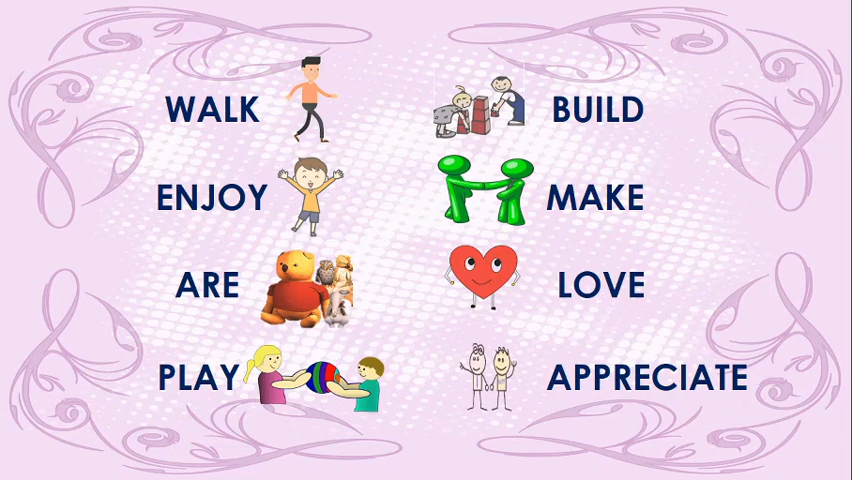 WALK
BUILD
ENJOY
MAKE
ARE
LOVE
PLAY
APPRECIATE